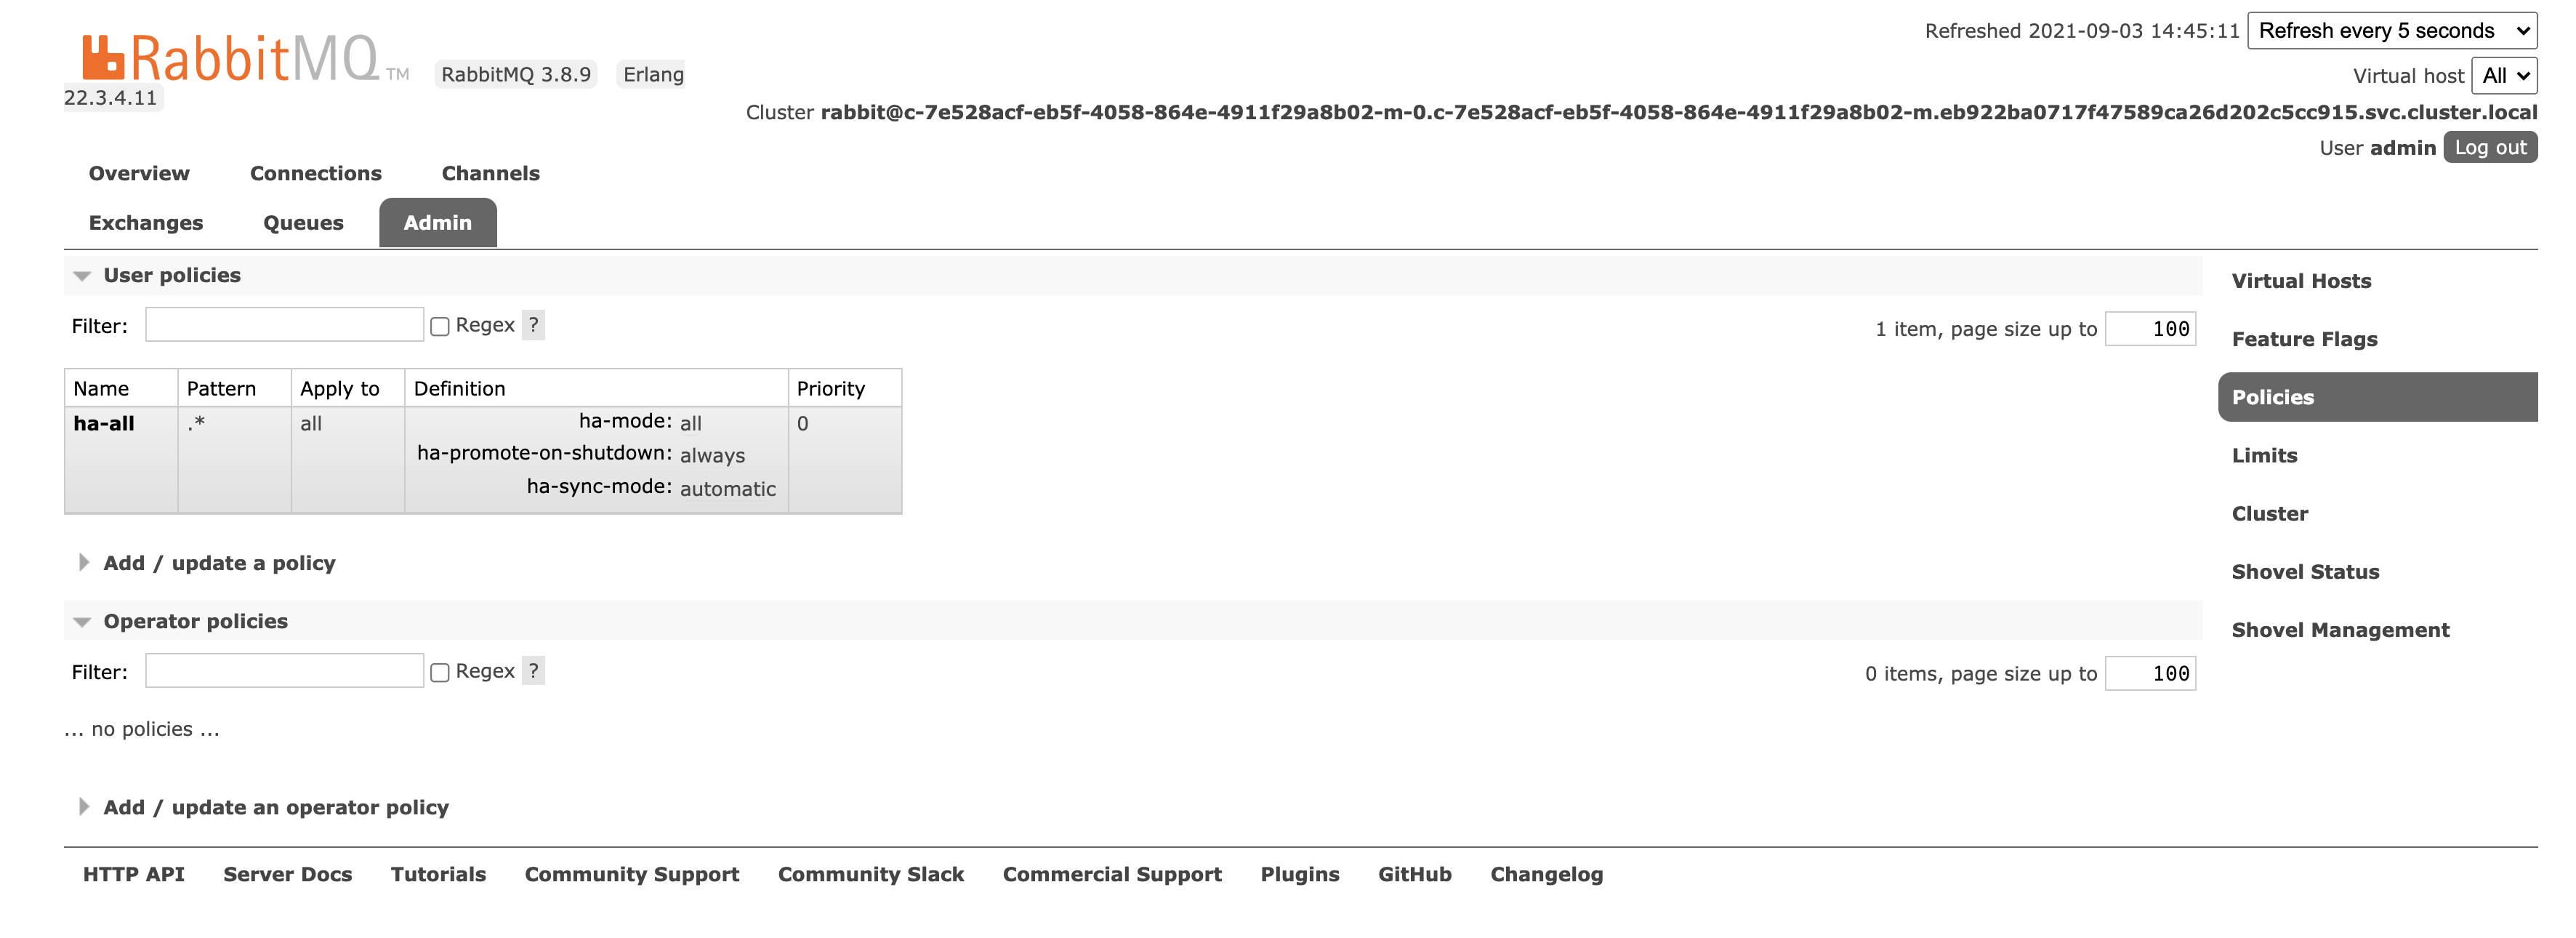 Refreshed 2021-09-03 14:45:11 Refresh every 5 seconds
RabbitMQ TM RabbitMQ 3.8.9 Erlang
22.3.4.11
Virtual host All
Cluster rabbit@c-7e528acf-eb5f-4058-864e-4911f29a8b02-m-0.c-7e528acf-eb5f-4058-864e-4911f29a8b02-m.eb922ba0717f47589ca26d202c5cc915.svc.cluster.local
User admin Log out
Overview Connections Channels
Exchanges Queues Admin
User policies
Filter: Regex ? 1 item, page size up to 100
Name Pattern Apply to Definition Priority
ha-all .* all ha-mode: all 0
ha-promote-on-shutdown: always
ha-sync-mode: automatic
Add / update a policy
Operator policies
Filter: Regex ? 0 items, page size up to 100
... no policies ...
Add / update an operator policy
Virtual Hosts
Feature Flags
Policies
Limits
Cluster
Shovel Status
Shovel Management
HTTP API Server Docs Tutorials Community Support Community Slack Commercial Support Plugins GitHub Changelog